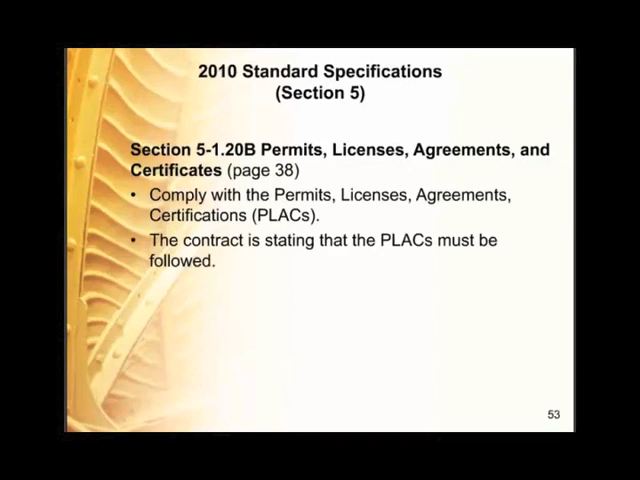 2010 Standard Specifications
(Section 5)
Section 5-1.20B Permits, Licenses, Agreements, and
Certificates (page 38)
• Comply with the Permits, Licenses, Agreements,
Certifications (PLACs).
• The contract is stating that the PLACs must be
followed.
53